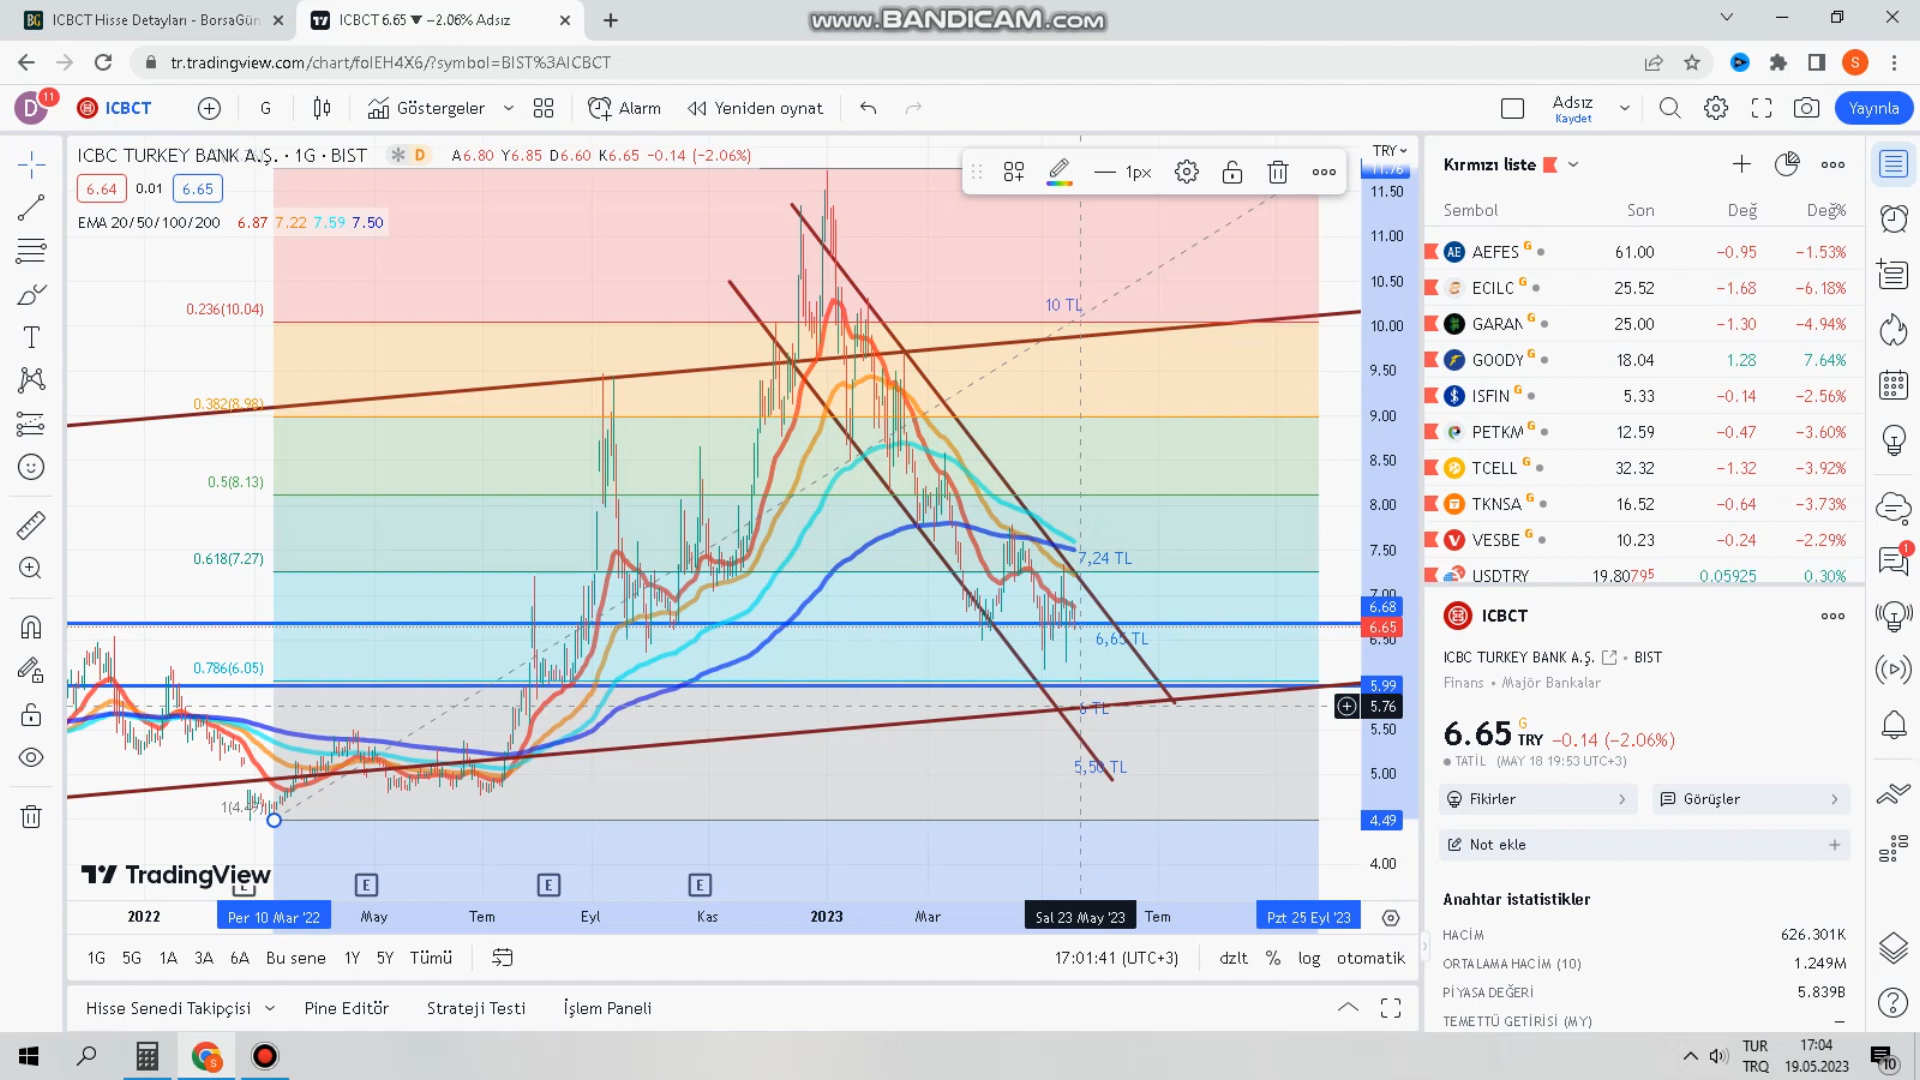 ICBCT Hisse Detayları - BorsaGün
ICBCT 6.65 ▼ −2.06% Adsız
www.BANDICAM.com
tr.tradingview.com/chart/folEH4X6/?symbol=BIST%3AICBCT
S
D
11
ICBCT
G
Göstergeler
Alarm
Yeniden oynat
Adsız
Kaydet
Yayınla
ICBC TURKEY BANK A.Ş. · 1G · BIST
D
A6.80 Y6.85 D6.60 K6.65 −0.14 (−2.06%)
6.64
0.01
6.65
EMA 20/50/100/200 6.87 7.22 7.59 7.50
1px
TRY
11.76
11.50
11.00
10.50
10.00
9.50
9.00
8.50
8.00
7.50
7.00
6.68
6.65
6.50
5.99
5.76
5.50
5.00
4.49
4.00
0.236(10.04)
0.382(8.98)
0.5(8.13)
0.618(7.27)
0.786(6.05)
10 TL
7,24 TL
6,65 TL
6 TL
5,50 TL
TradingView
E
E
E
2022
Per 10 Mar '22
May
Tem
Eyl
Kas
2023
Mar
Sal 23 May '23
Tem
Pzt 25 Eyl '23
1G 5G 1A 3A 6A Bu sene 1Y 5Y Tümü
17:01:41 (UTC+3)
dzlt % log otomatik
Hisse Senedi Takipçisi
Pine Editör
Strateji Testi
İşlem Paneli
Kırmızı liste
Sembol Son Değ Değ%
AEFES G 61.00 −0.95 −1.53%
ECILC G 25.52 −1.68 −6.18%
GARAN G 25.00 −1.30 −4.94%
GOODY G 18.04 1.28 7.64%
ISFIN G 5.33 −0.14 −2.56%
PETKM G 12.59 −0.47 −3.60%
TCELL G 32.32 −1.32 −3.92%
TKNSA G 16.52 −0.64 −3.73%
VESBE G 10.23 −0.24 −2.29%
USDTRY 19.80795 0.05925 0.30%
ICBCT
ICBC TURKEY BANK A.Ş. • BIST
Finans • Majör Bankalar
6.65 G TRY −0.14 (−2.06%)
TATİL (MAY 18 19:53 UTC+3)
Fikirler
Görüşler
Not ekle
Anahtar istatistikler
HACİM 626.301K
ORTALAMA HACİM (10) 1.249M
PİYASA DEĞERİ 5.839B
TEMETTÜ GETİRİSİ (MY) —
1
TUR
TRQ
17:04
19.05.2023
10